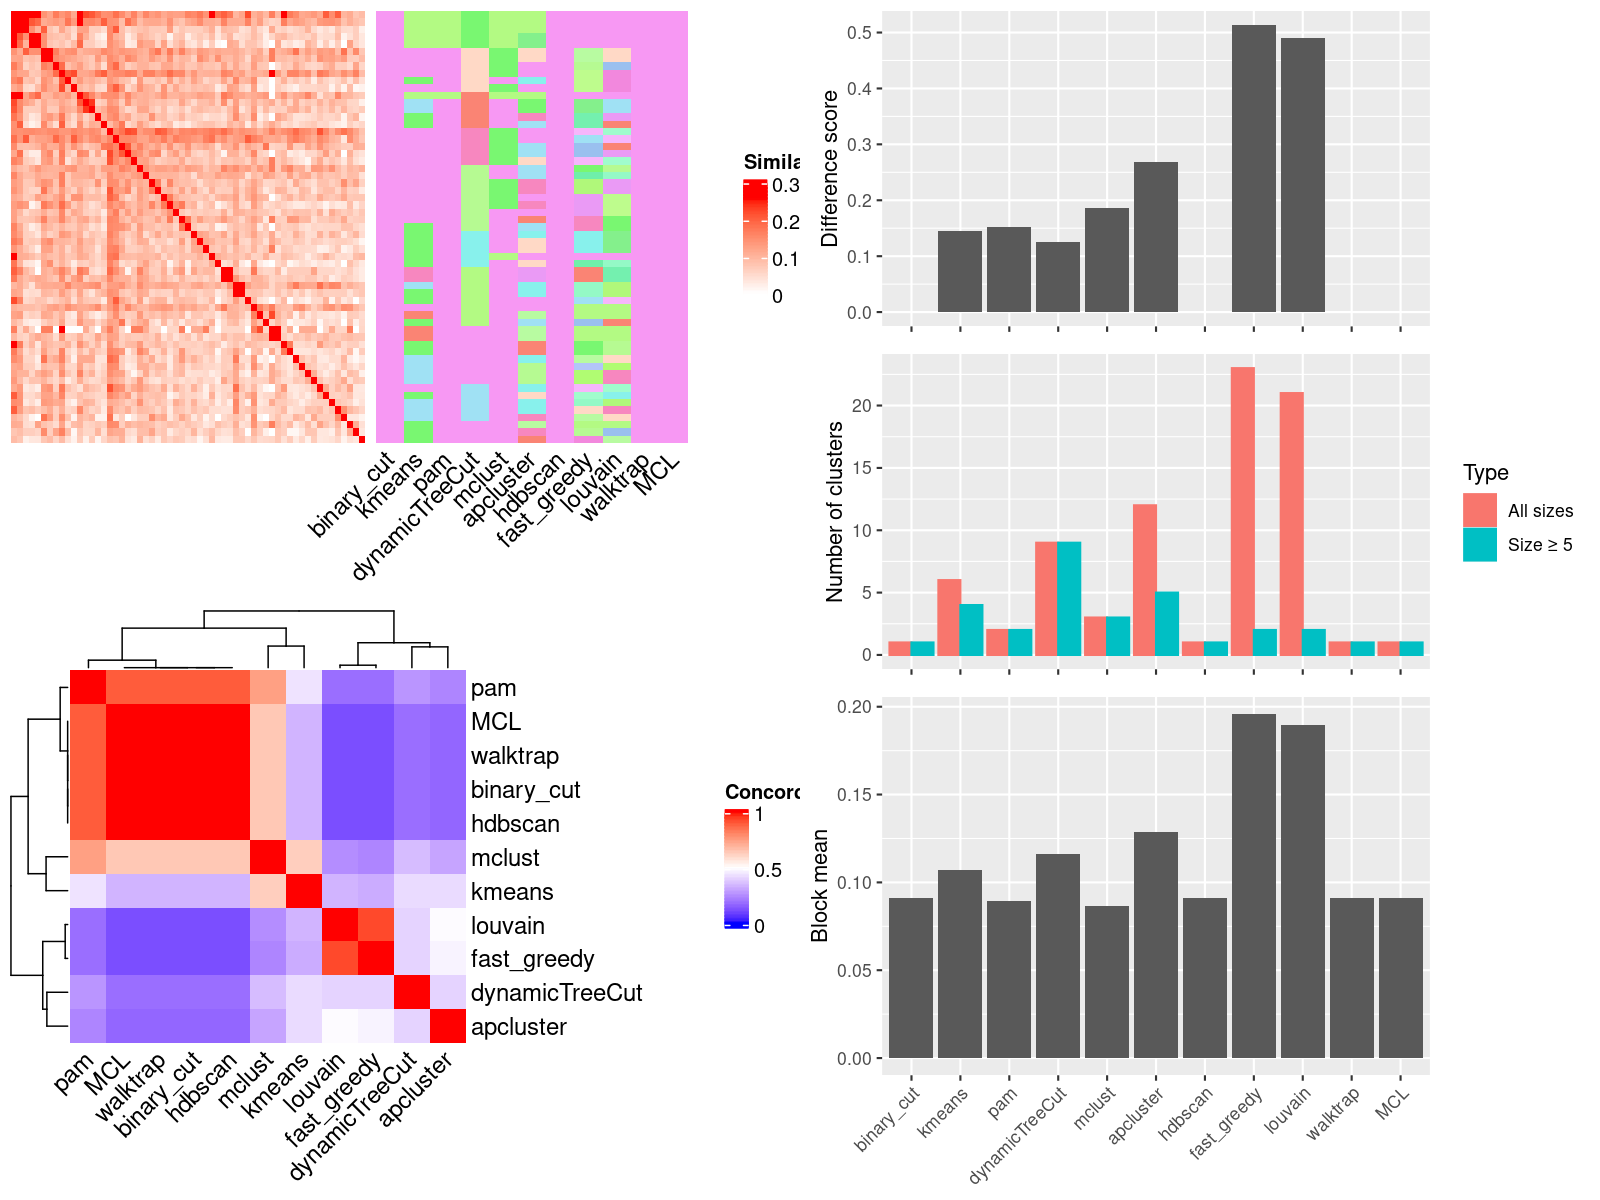 Simila
0.3
0.2
0.1
0
binary_cut
kmeans
pam
dynamicTreeCut
mclust
apcluster
hdbscan
fast_greedy
louvain
walktrap
MCL
pam
MCL
walktrap
binary_cut
hdbscan
mclust
kmeans
louvain
fast_greedy
dynamicTreeCut
apcluster
pam
MCL
walktrap
binary_cut
hdbscan
mclust
kmeans
louvain
fast_greedy
dynamicTreeCut
apcluster
Concord
1
0.5
0
Difference score
0.5
0.4
0.3
0.2
0.1
0.0
Number of clusters
20
15
10
5
0
Type
All sizes
Size ≥ 5
Block mean
0.20
0.15
0.10
0.05
0.00
binary_cut
kmeans
pam
dynamicTreeCut
mclust
apcluster
hdbscan
fast_greedy
louvain
walktrap
MCL